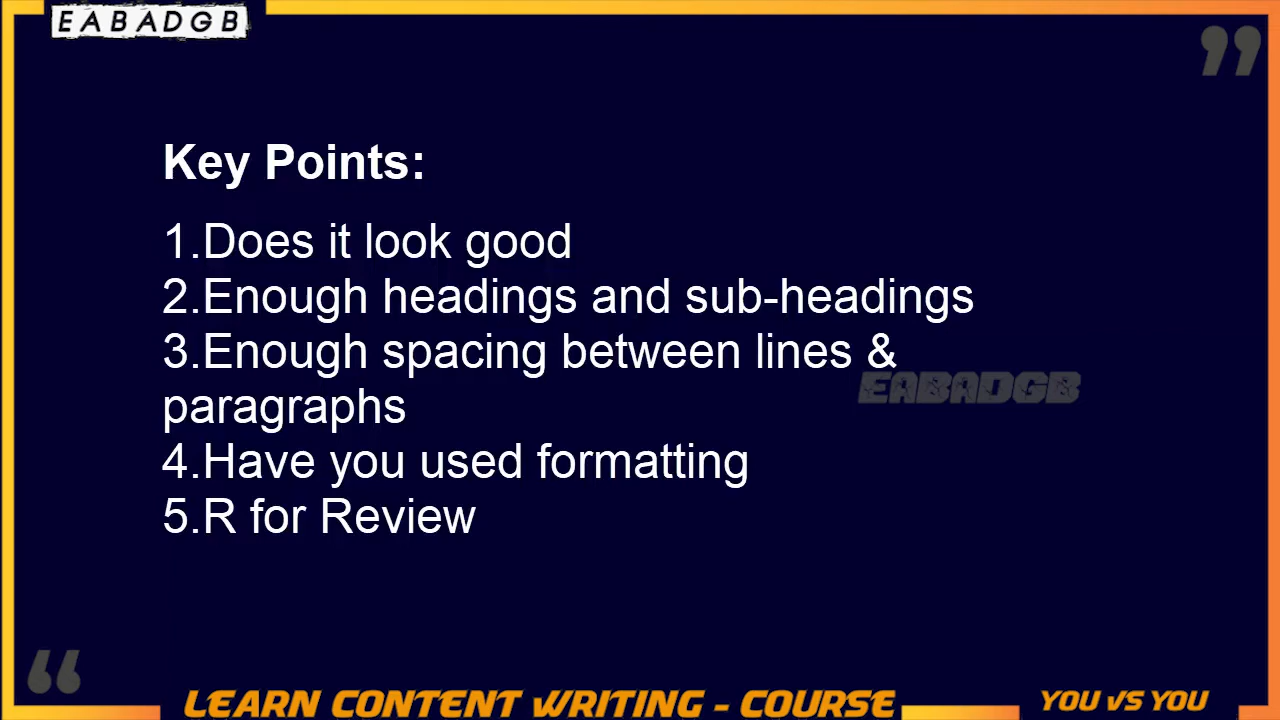 EABADGB
Key Points:
1.Does it look good
2.Enough headings and sub-headings
3.Enough spacing between lines &
paragraphs
EABADGB
4.Have you used formatting
5.R for Review
LEARN CONTENT WRITING - COURSE
YOU VS YOU